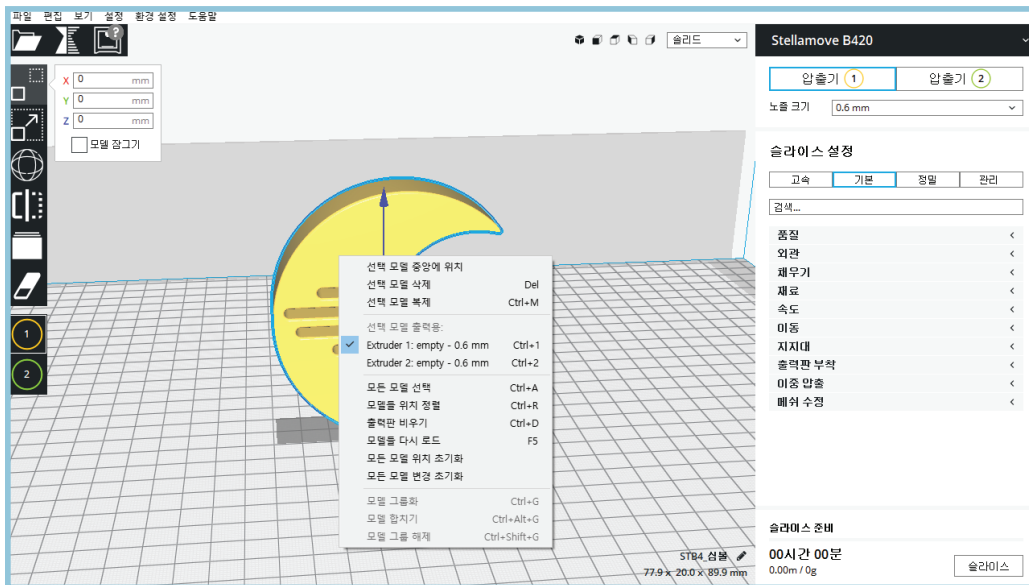 파일 편집 보기 설정 환경 설정 도움말
?
솔리드
Stellamove B420
X 0 mm
Y 0 mm
Z 0 mm
모델 잠그기
압출기 1
압출기 2
노즐 크기 0.6 mm
슬라이스 설정
고속 기본 정밀 관리
검색...
품질
외관
채우기
재료
속도
이동
지지대
출력판 부착
이중 압출
메쉬 수정
1
2
선택 모델 중앙에 위치
선택 모델 삭제 Del
선택 모델 복제 Ctrl+M
선택 모델 출력용:
Extruder 1: empty - 0.6 mm Ctrl+1
Extruder 2: empty - 0.6 mm Ctrl+2
모든 모델 선택 Ctrl+A
모델들 위치 정렬 Ctrl+R
출력판 비우기 Ctrl+D
모델들 다시 로드 F5
모든 모델 위치 초기화
모든 모델 변경 초기화
모델 그룹화 Ctrl+G
모델 합치기 Ctrl+Alt+G
모델 그룹 해제 Ctrl+Shift+G
STB4_심볼
77.9 x 20.0 x 89.9 mm
슬라이스 준비
00시간 00분
0.00m / 0g
슬라이스